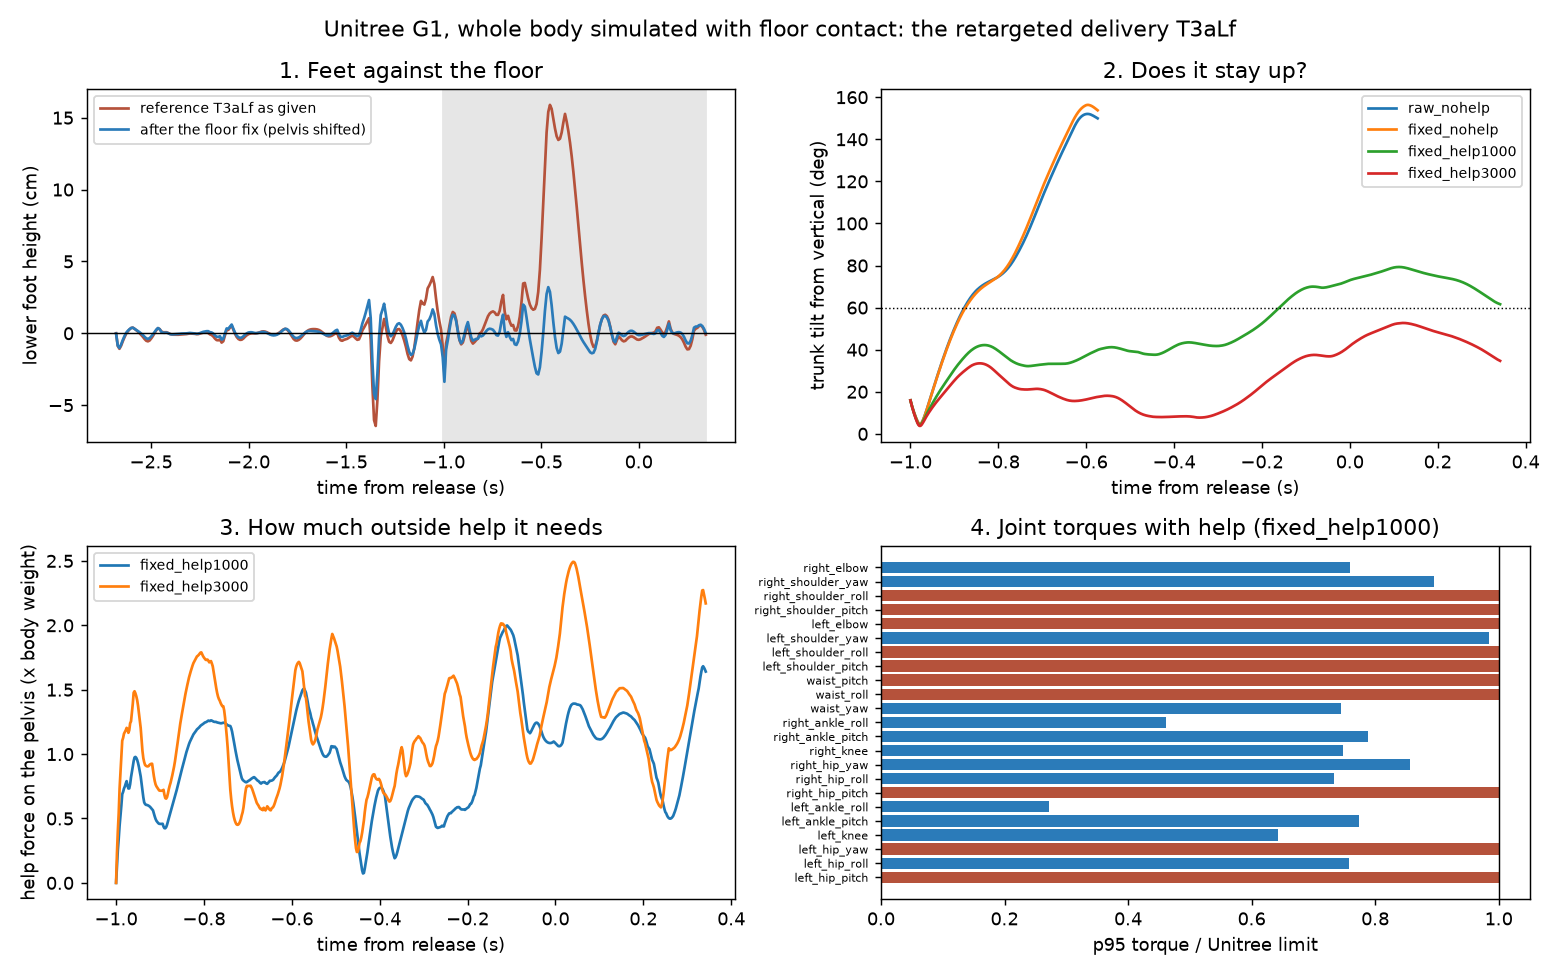 Unitree G1, whole body simulated with floor contact: the retargeted delivery T3aLf
1. Feet against the floor
reference T3aLf as given
after the floor fix (pelvis shifted)
lower foot height (cm)
15
10
5
0
−5
−2.5
−2.0
−1.5
−1.0
−0.5
0.0
time from release (s)
2. Does it stay up?
raw_nohelp
fixed_nohelp
fixed_help1000
fixed_help3000
trunk tilt from vertical (deg)
160
140
120
100
80
60
40
20
0
−1.0
−0.8
−0.6
−0.4
−0.2
0.0
0.2
0.4
time from release (s)
3. How much outside help it needs
fixed_help1000
fixed_help3000
help force on the pelvis (x body weight)
2.5
2.0
1.5
1.0
0.5
0.0
−1.0
−0.8
−0.6
−0.4
−0.2
0.0
0.2
0.4
time from release (s)
4. Joint torques with help (fixed_help1000)
right_elbow
right_shoulder_yaw
right_shoulder_roll
right_shoulder_pitch
left_elbow
left_shoulder_yaw
left_shoulder_roll
left_shoulder_pitch
waist_pitch
waist_roll
waist_yaw
right_ankle_roll
right_ankle_pitch
right_knee
right_hip_yaw
right_hip_roll
right_hip_pitch
left_ankle_roll
left_ankle_pitch
left_knee
left_hip_yaw
left_hip_roll
left_hip_pitch
0.0
0.2
0.4
0.6
0.8
1.0
p95 torque / Unitree limit